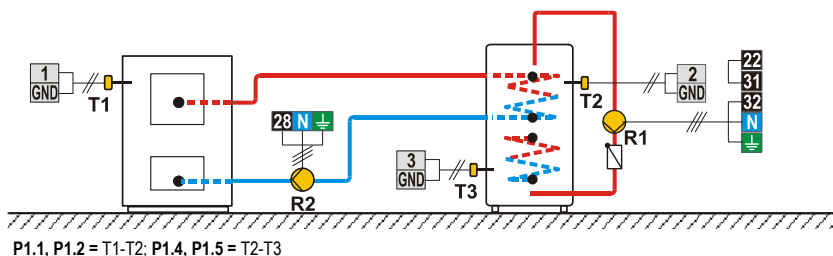 1
GND
T1
28 N
R2
3
GND
T3
T2
2
GND
R1
22
31
32
N
P1.1, P1.2 = T1-T2; P1.4, P1.5 = T2-T3